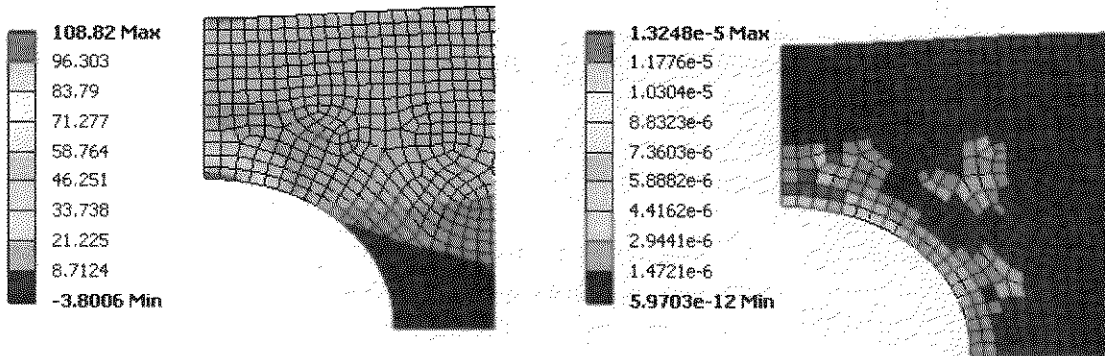 108.82 Max
96.303
83.79
71.277
58.764
46.251
33.738
21.225
8.7124
-3.8006 Min
1.3248e-5 Max
1.1776e-5
1.0304e-5
8.8323e-6
7.3603e-6
5.8882e-6
4.4162e-6
2.9441e-6
1.4721e-6
5.9703e-12 Min